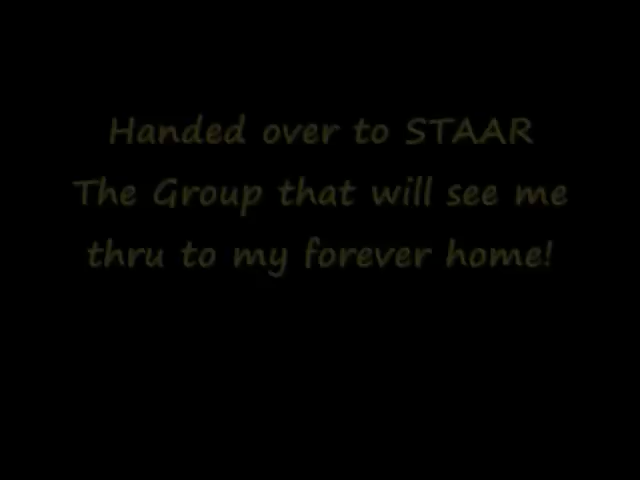 Handed over to STAAR
The Group that will see me
thru to my forever home!